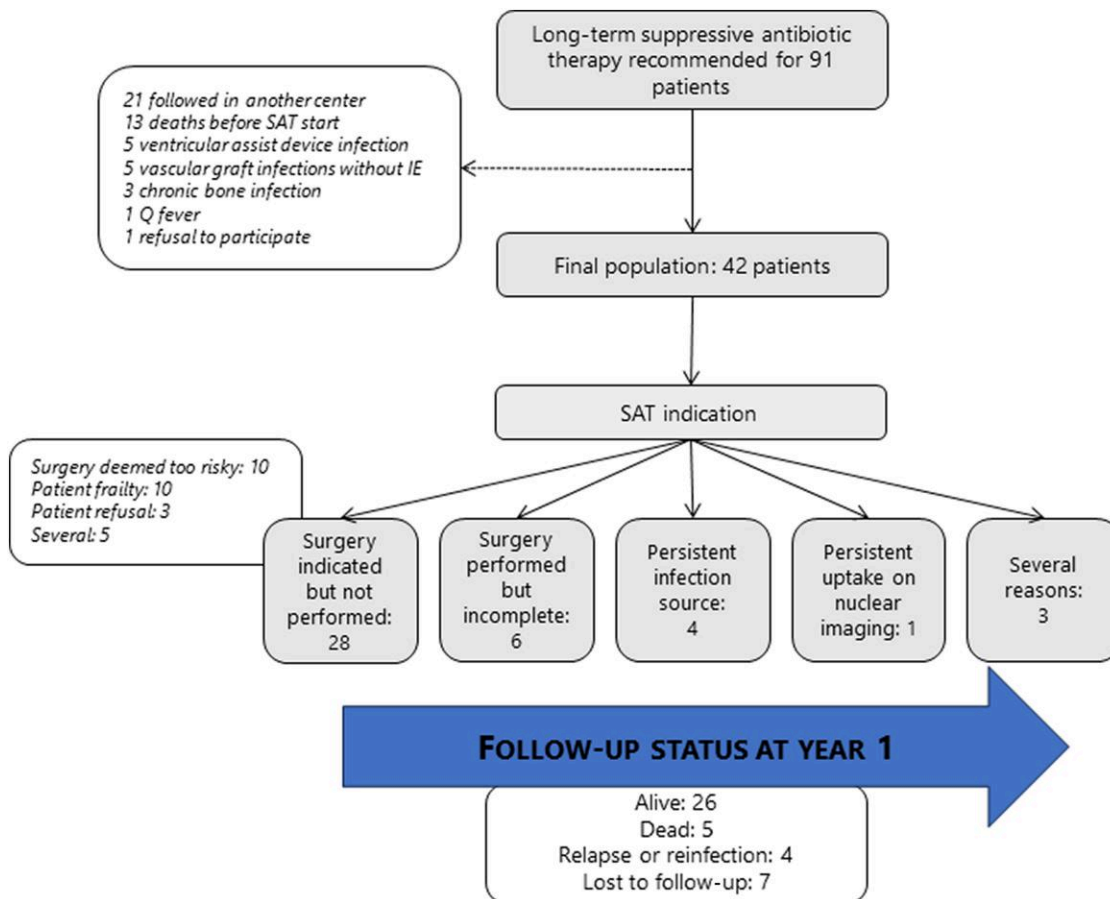 Long-term suppressive antibiotic
therapy recommended for 91
patients
21 followed in another center
13 deaths before SAT start
5 ventricular assist device infection
5 vascular graft infections without IE
3 chronic bone infection
1 Q fever
1 refusal to participate
Final population: 42 patients
SAT indication
Surgery deemed too risky: 10
Patient frailty: 10
Patient refusal: 3
Several: 5
Surgery
indicated
but not
performed:
28
Surgery
performed
but
incomplete:
6
Persistent
infection
source:
4
Persistent
uptake on
nuclear
imaging: 1
Several
reasons:
3
FOLLOW-UP STATUS AT YEAR 1
Alive: 26
Dead: 5
Relapse or reinfection: 4
Lost to follow-up: 7